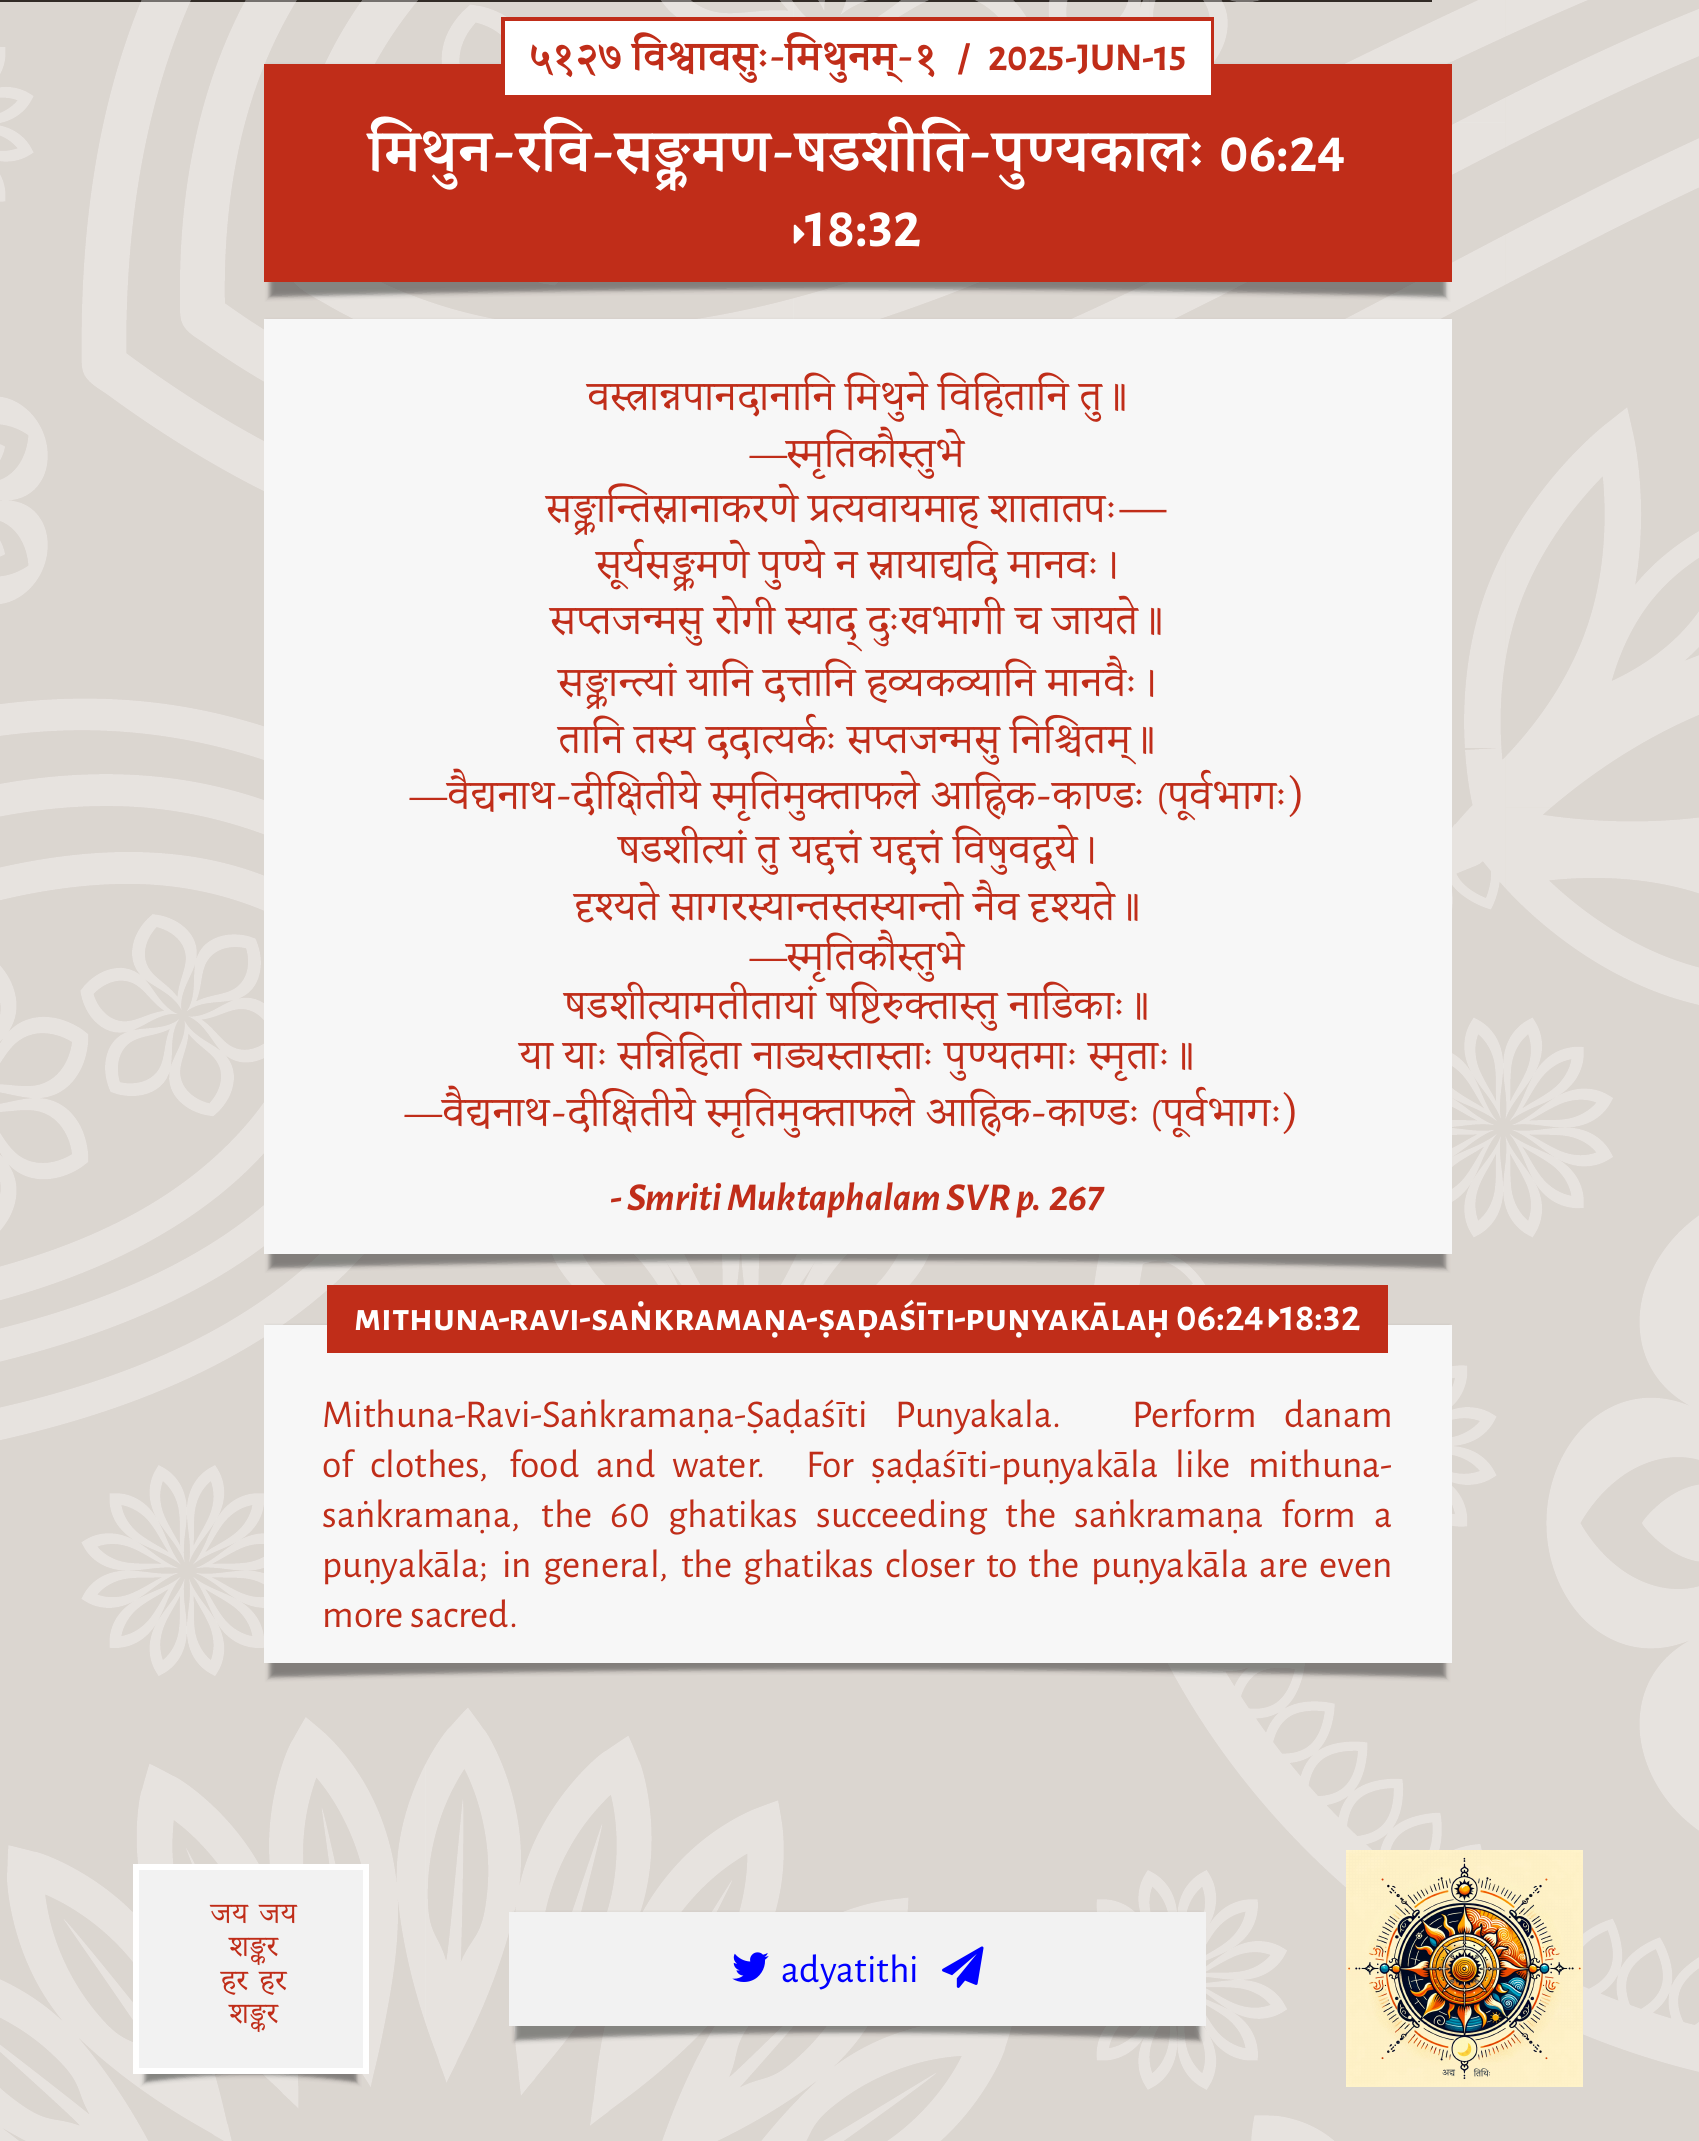 ५१२७ विश्वावसुः-मिथुनम्-१ / 2025-JUN-15
मिथुन-रवि-सङ्क्रमण-षडशीति-पुण्यकालः 06:24
▸18:32
वस्त्रान्नपानदानानि मिथुने विहितानि तु॥
—स्मृतिकौस्तुभे
सङ्क्रान्तिस्नानाकरणे प्रत्यवायमाह शातातपः—
सूर्यसङ्क्रमणे पुण्ये न स्नायाद्यदि मानवः।
सप्तजन्मसु रोगी स्याद् दुःखभागी च जायते॥
सङ्क्रान्त्यां यानि दत्तानि हव्यकव्यानि मानवैः।
तानि तस्य ददात्यर्कः सप्तजन्मसु निश्चितम्॥
—वैद्यनाथ-दीक्षितीये स्मृतिमुक्ताफले आह्निक-काण्डः (पूर्वभागः)
षडशीत्यां तु यद्दत्तं यद्दत्तं विषुवद्वये।
दृश्यते सागरस्यान्तस्तस्यान्तो नैव दृश्यते॥
—स्मृतिकौस्तुभे
षडशीत्यामतीतायां षष्टिरुक्तास्तु नाडिकाः॥
या याः सन्निहिता नाड्यस्तास्ताः पुण्यतमाः स्मृताः॥
—वैद्यनाथ-दीक्षितीये स्मृतिमुक्ताफले आह्निक-काण्डः (पूर्वभागः)
- Smriti Muktaphalam SVR p. 267
MITHUNA-RAVI-SAṄKRAMAṆA-ṢAḌAŚĪTI-PUṆYAKĀLAḤ 06:24▸18:32
Mithuna-Ravi-Saṅkramaṇa-Ṣaḍaśīti Punyakala. Perform danam
of clothes, food and water. For ṣaḍaśīti-puṇyakāla like mithuna-
saṅkramaṇa, the 60 ghatikas succeeding the saṅkramaṇa form a
puṇyakāla; in general, the ghatikas closer to the puṇyakāla are even
more sacred.
जय जय
शङ्कर
हर हर
शङ्कर
adyatithi
अद्य तिथिः